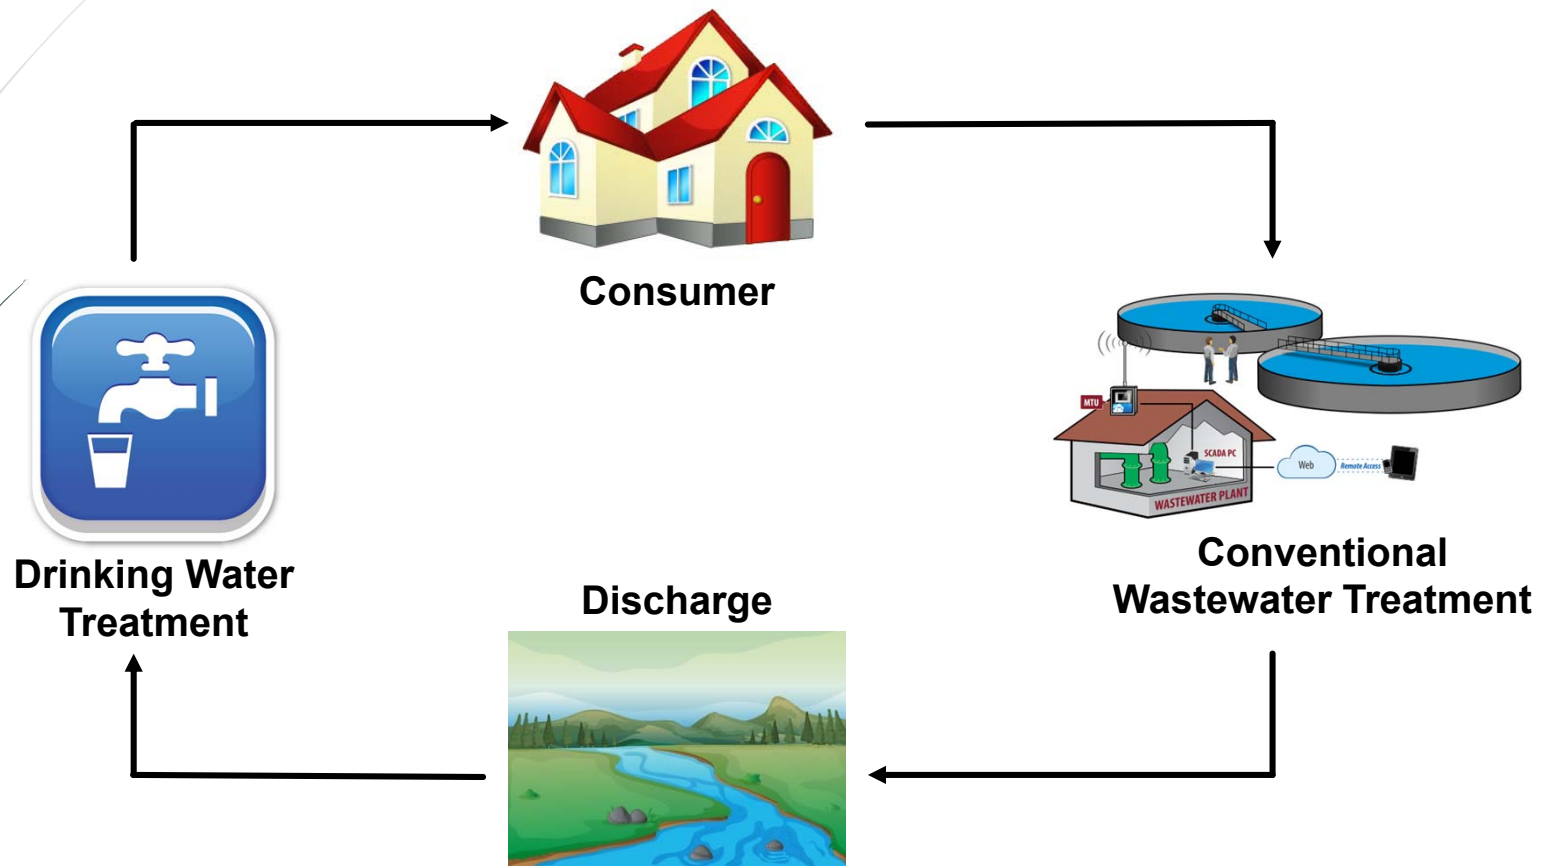 Consumer
MTU
SCADA PC
Web
Remote Access
WASTEWATER PLANT
Conventional
Wastewater Treatment
Drinking Water
Treatment
Discharge